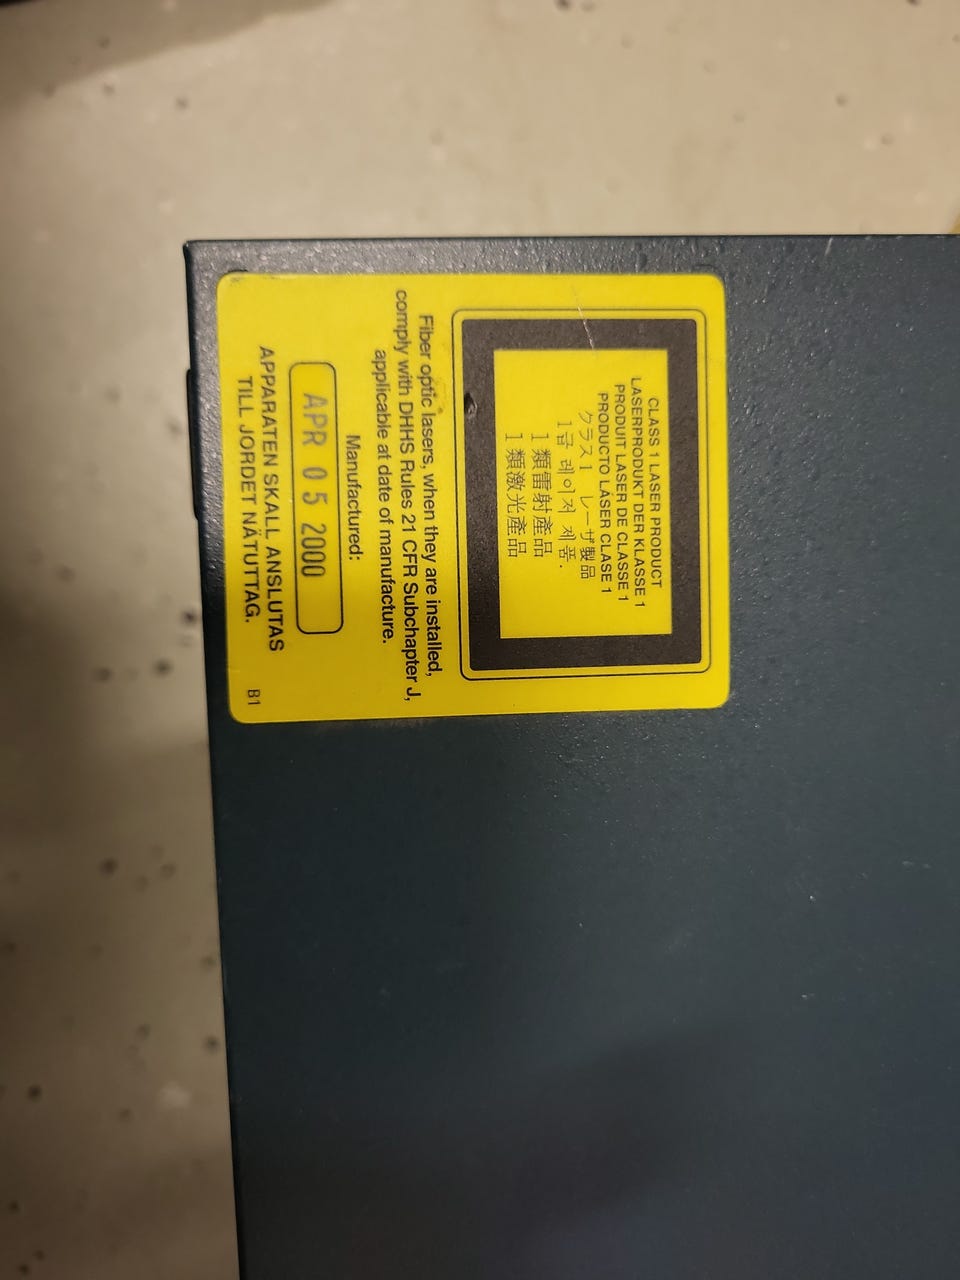 CLASS 1 LASER PRODUCT
LASERPRODUKT DER KLASSE 1
PRODUIT LASER DE CLASSE 1
PRODUCTO LÁSER CLASE 1
クラス1 レーザ製品
1급 레이저 제품.
1類雷射產品
1類激光產品
Fiber optic lasers, when they are installed,
comply with DHHS Rules 21 CFR Subchapter J,
applicable at date of manufacture.
Manufactured:
APR 05 2000
APPARATEN SKALL ANSLUTAS
TILL JORDET NÄTUTTAG.
B1